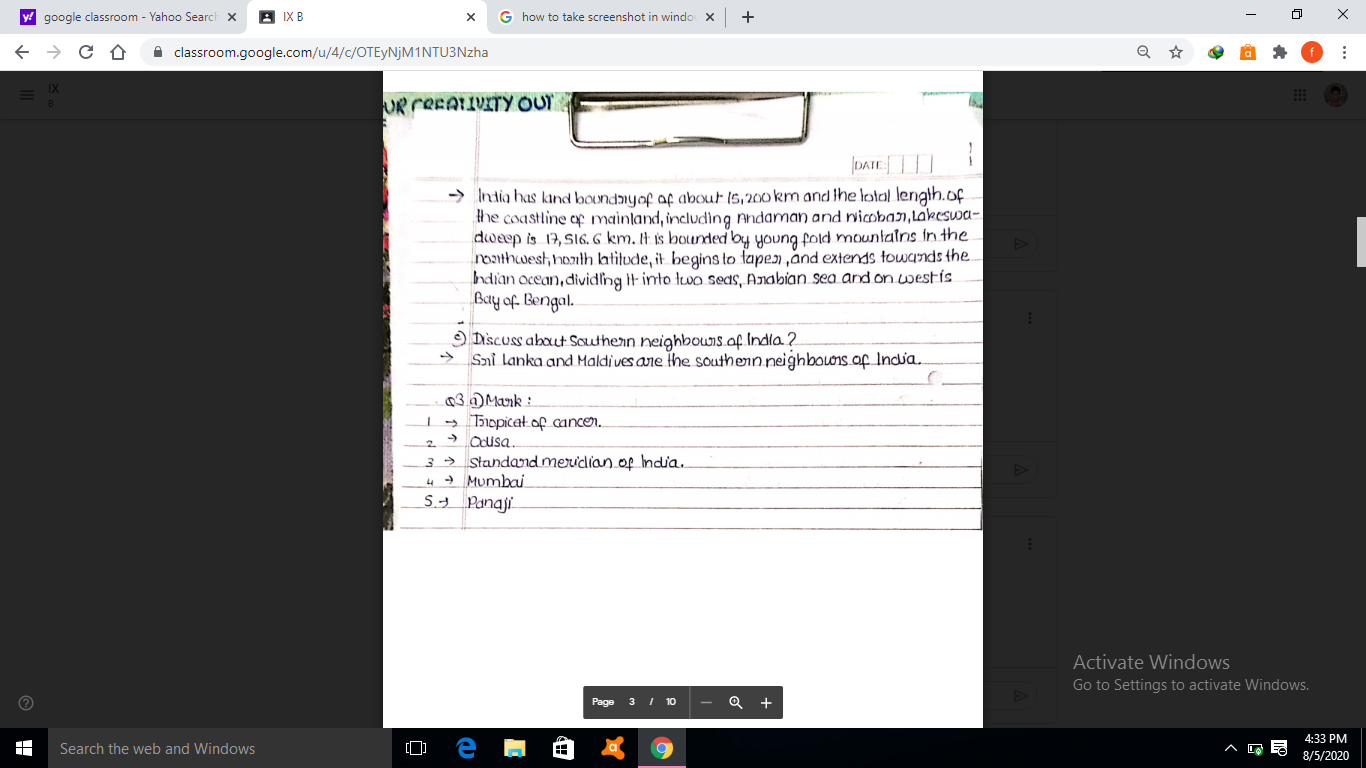 google classroom - Yahoo Search
IX B
how to take screenshot in windo
classroom.google.com/u/4/c/OTEyNjM1NTU3Nzha
f
IX
B
UR CREATIVITY OUT
DATE:
→ India has land boundryof of about 15,200 km and the total length of
the coastline of mainland, including Andaman and Nicobar, Lakeswa-
dweep is 17,516.6 km. It is bounded by young fold mountains in the
northwest, north latitude, it begins to taper, and extends towards the
Indian ocean, dividing it into two seas, Arabian sea and on west is
Bay of Bengal.
c) Discuss about Southern neighbours of India?
→ Sri Lanka and Maldives are the southern neighbours of India.
Q3 a) Mark :
1 → Tropicat of cancer.
2 → Odisa.
3 → Standard meridian of India.
4 → Mumbai
5. → Panaji
Activate Windows
Go to Settings to activate Windows.
Page 3 / 10
Search the web and Windows
4:33 PM
8/5/2020